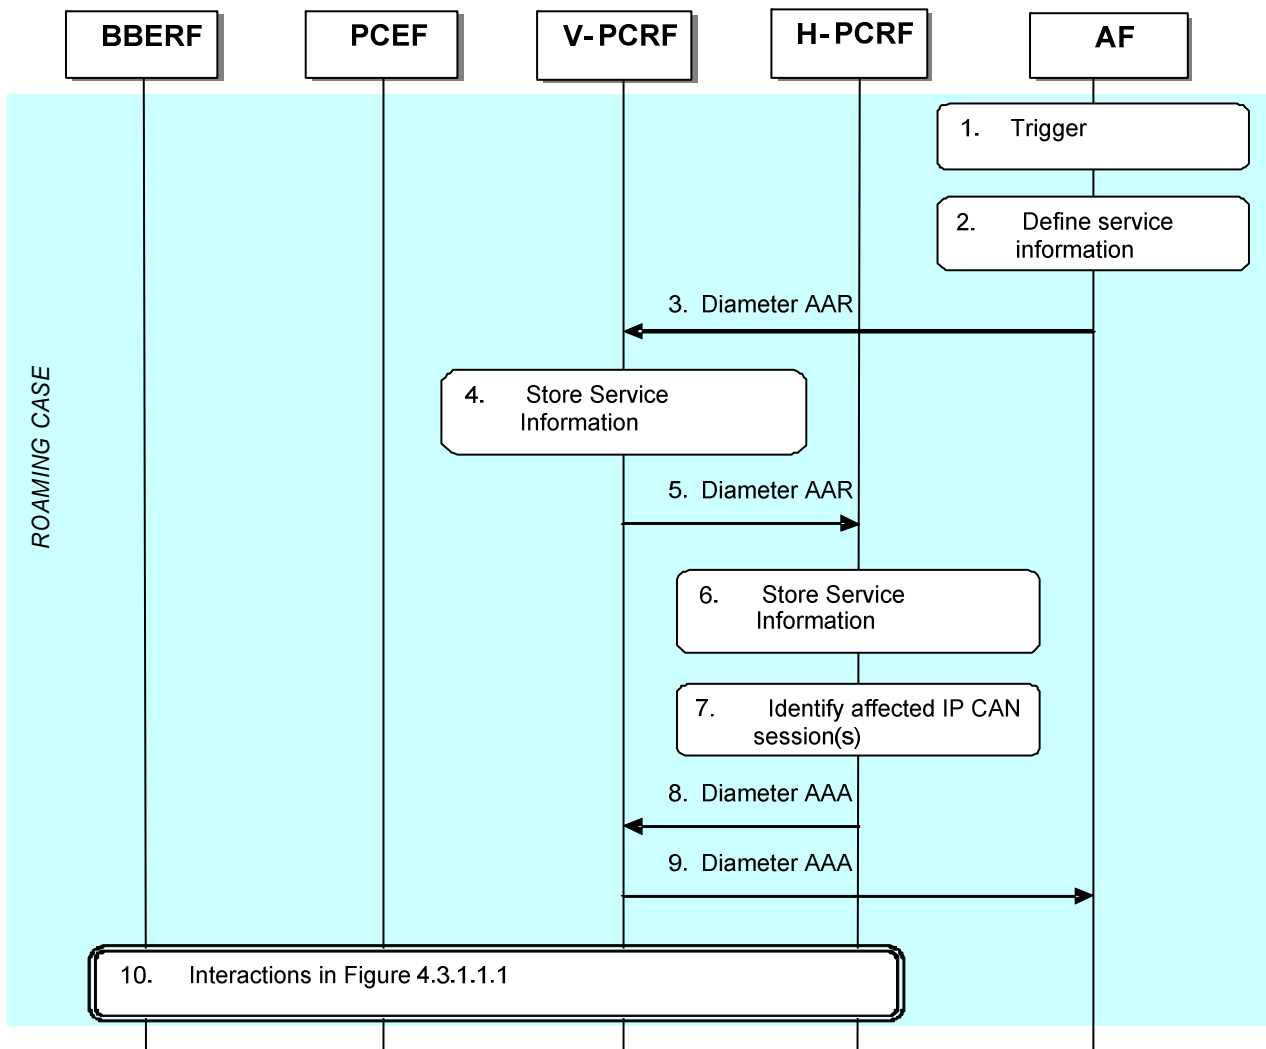 BBERF
PCEF
V-PCRF
H-PCRF
AF
1. Trigger
2. Define service
information
3. Diameter AAR
ROAMING CASE
4. Store Service
Information
5. Diameter AAR
6. Store Service
Information
7. Identify affected IP CAN
session(s)
8. Diameter AAA
9. Diameter AAA
10. Interactions in Figure 4.3.1.1.1